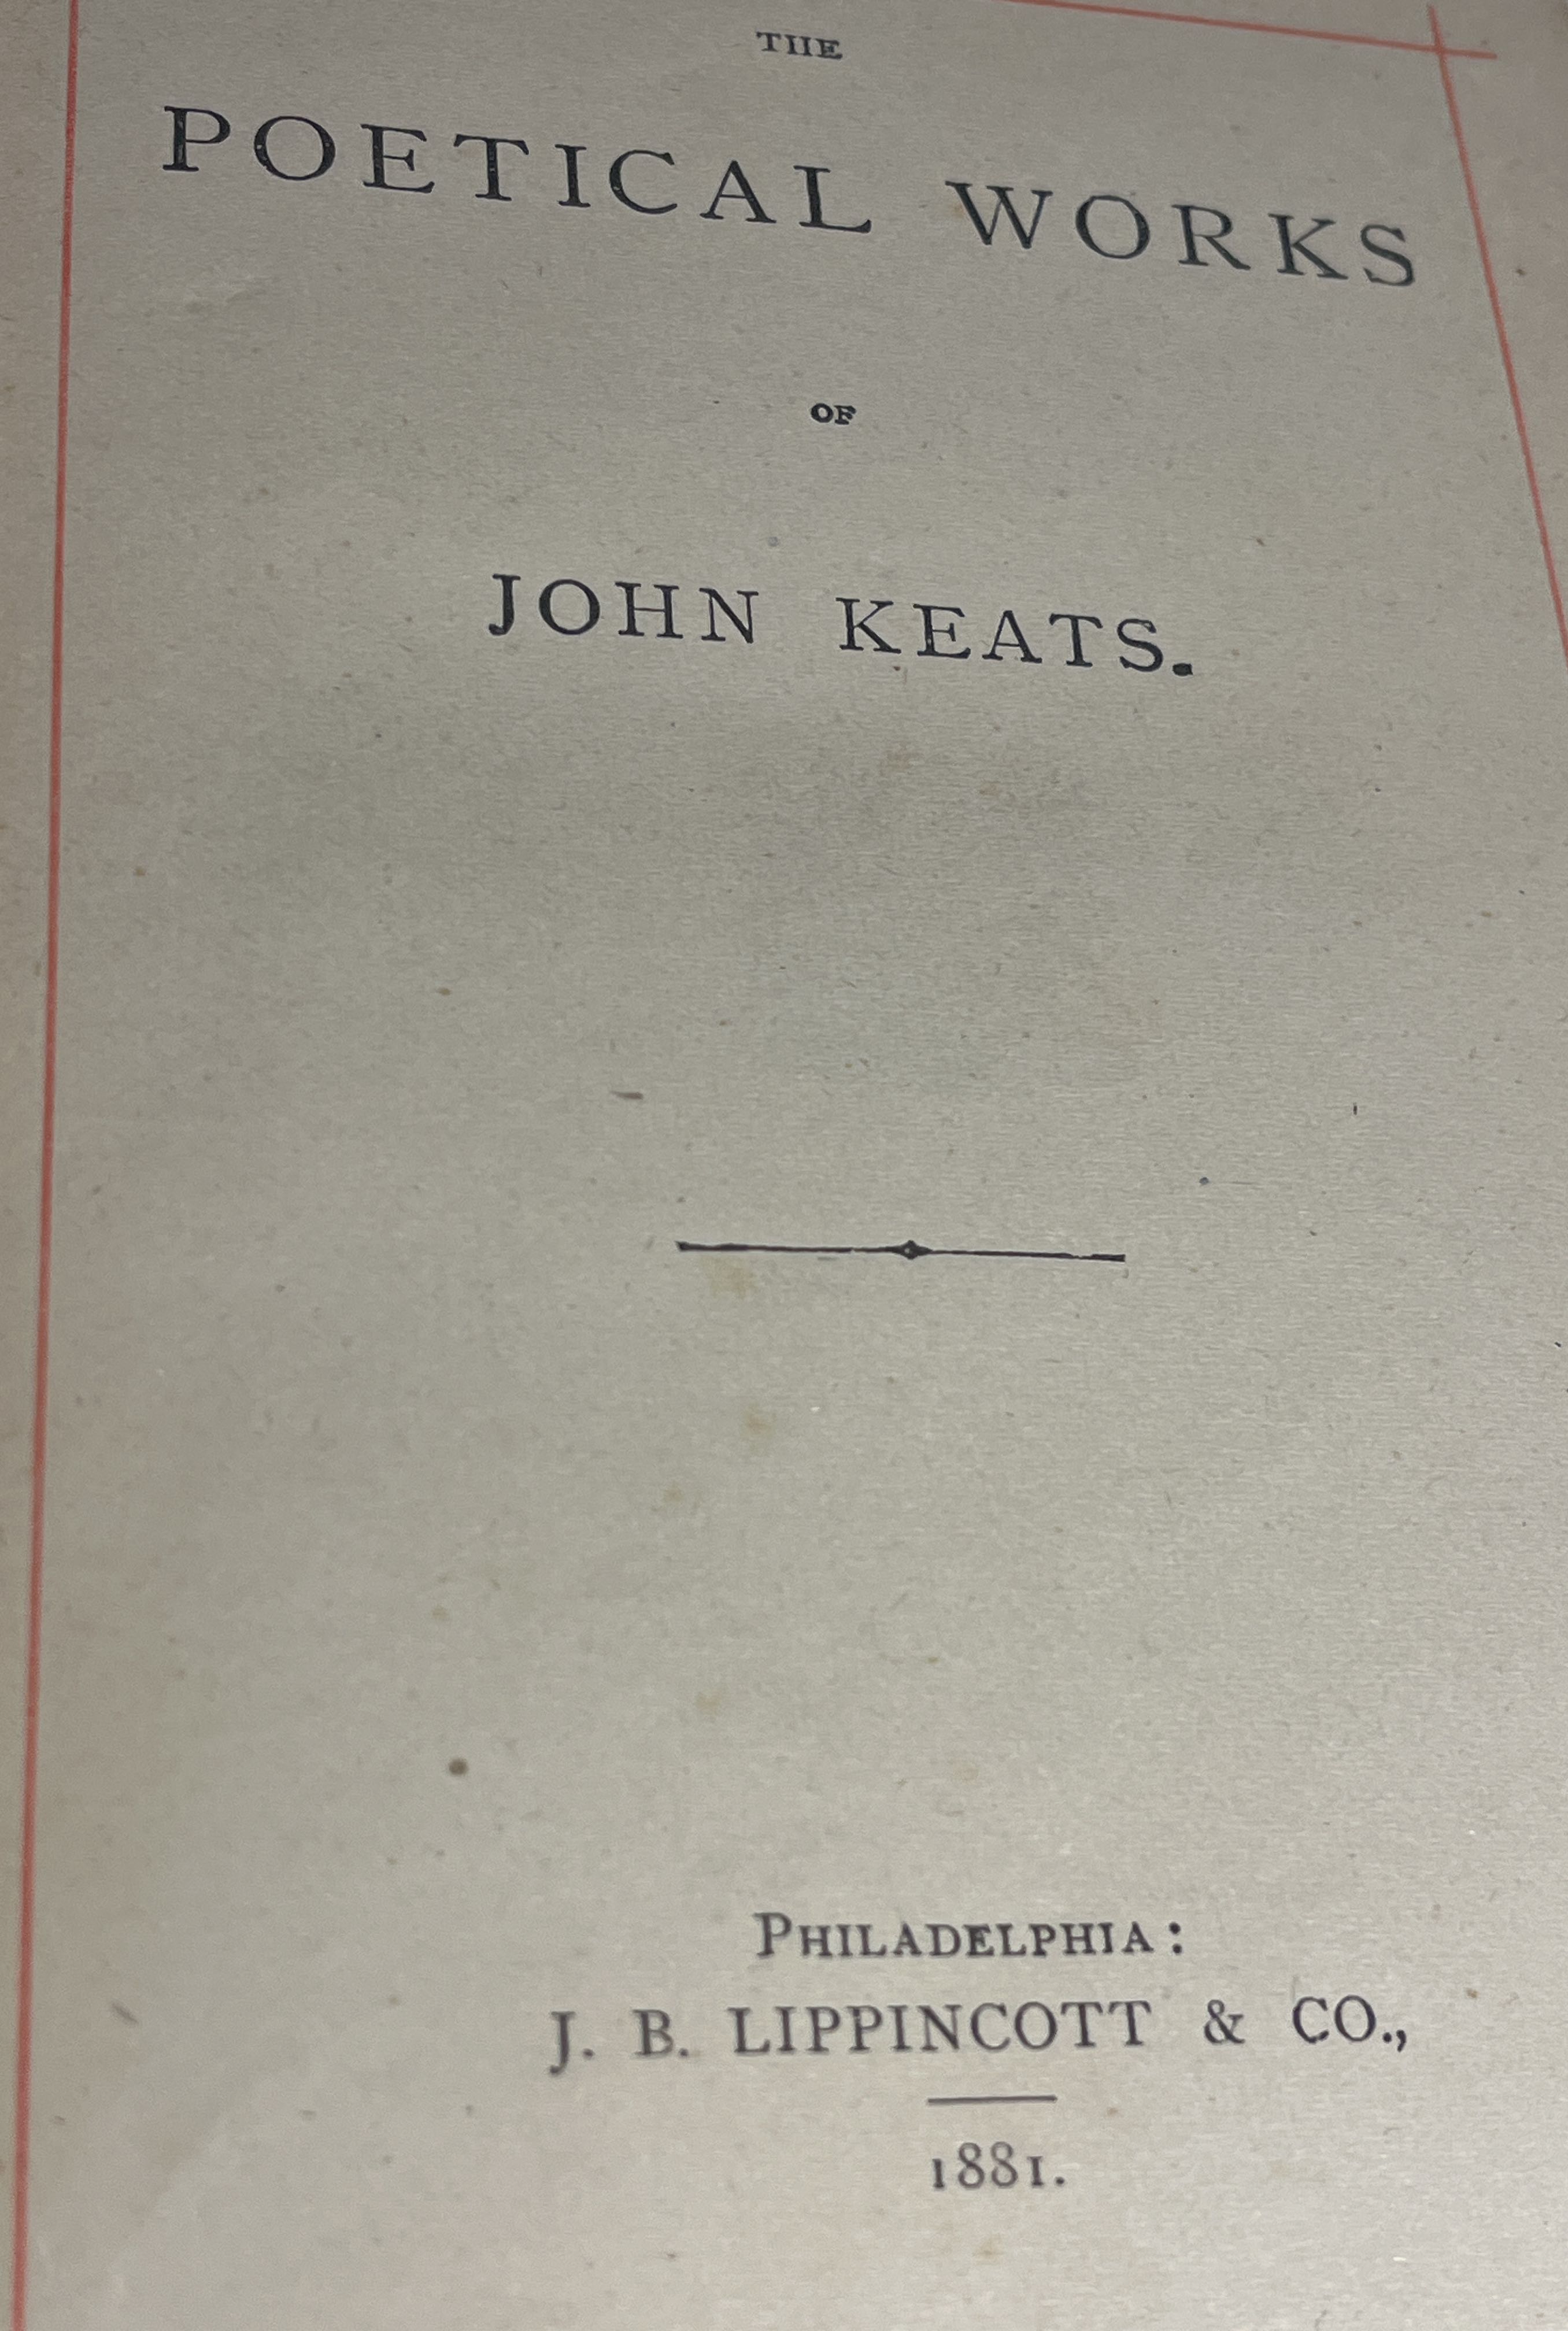 THE
POETICAL WORKS
OF
JOHN KEATS.
PHILADELPHIA:
J. B. LIPPINCOTT & CO.,
1881.